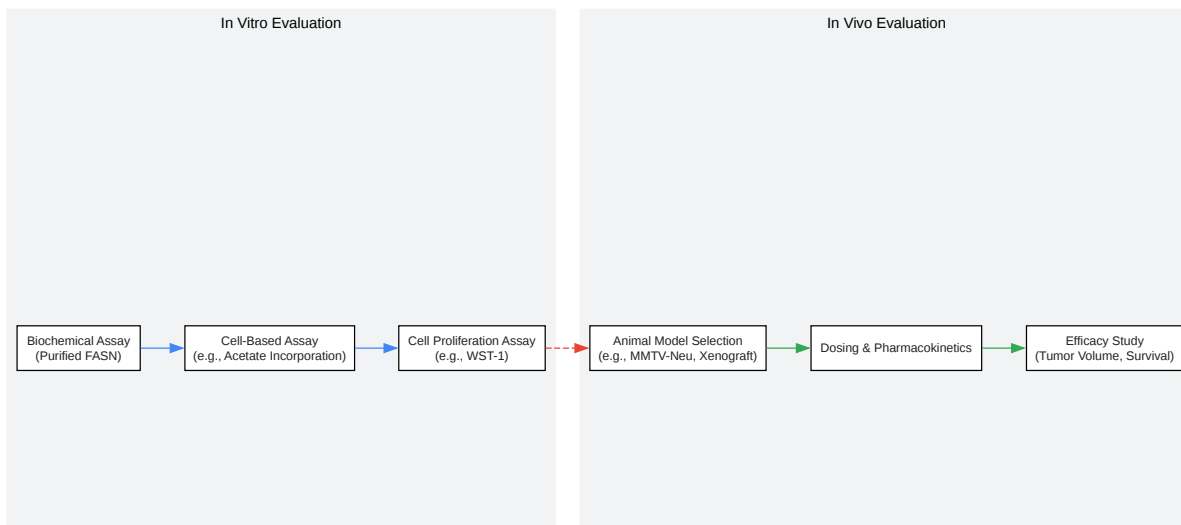 In Vitro Evaluation
In Vivo Evaluation
Biochemical Assay
(Purified FASN)
Cell-Based Assay
(e.g., Acetate Incorporation)
Cell Proliferation Assay
(e.g., WST-1)
Animal Model Selection
(e.g., MMTV-Neu, Xenograft)
Dosing & Pharmacokinetics
Efficacy Study
(Tumor Volume, Survival)